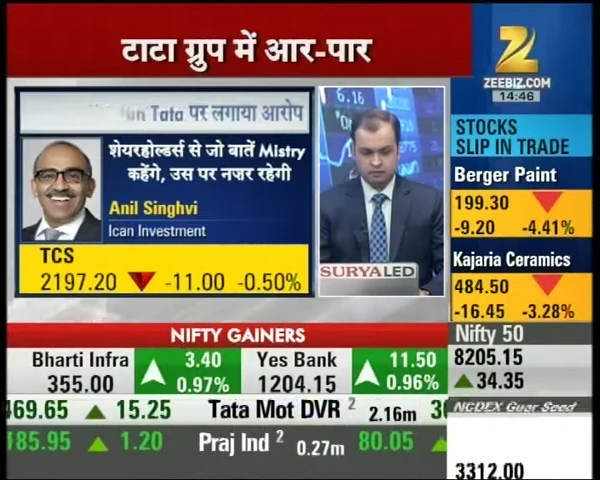 टाटा ग्रुप में आर-पार
Z
ZEEBIZ.COM
14:46
Tata पर लगाया आरोप
शेयरहोल्डर्स से जो बातें Mistry
कहेंगे, उस पर नजर रहेगी
Anil Singhvi
Ican Investment
TCS
2197.20 -11.00 -0.50%
6.16
SURYA LED
STOCKS
SLIP IN TRADE
Berger Paint
199.30
-9.20 -4.41%
Kajaria Ceramics
484.50
-16.45 -3.28%
NIFTY GAINERS
Bharti Infra 3.40
355.00 0.97%
Yes Bank 11.50
1204.15 0.96%
Nifty 50
8205.15
34.35
469.65 15.25 Tata Mot DVR 2 2.16m
185.95 1.20 Praj Ind 2 0.27m 80.05
NCDEX Guar Seed
3312.00